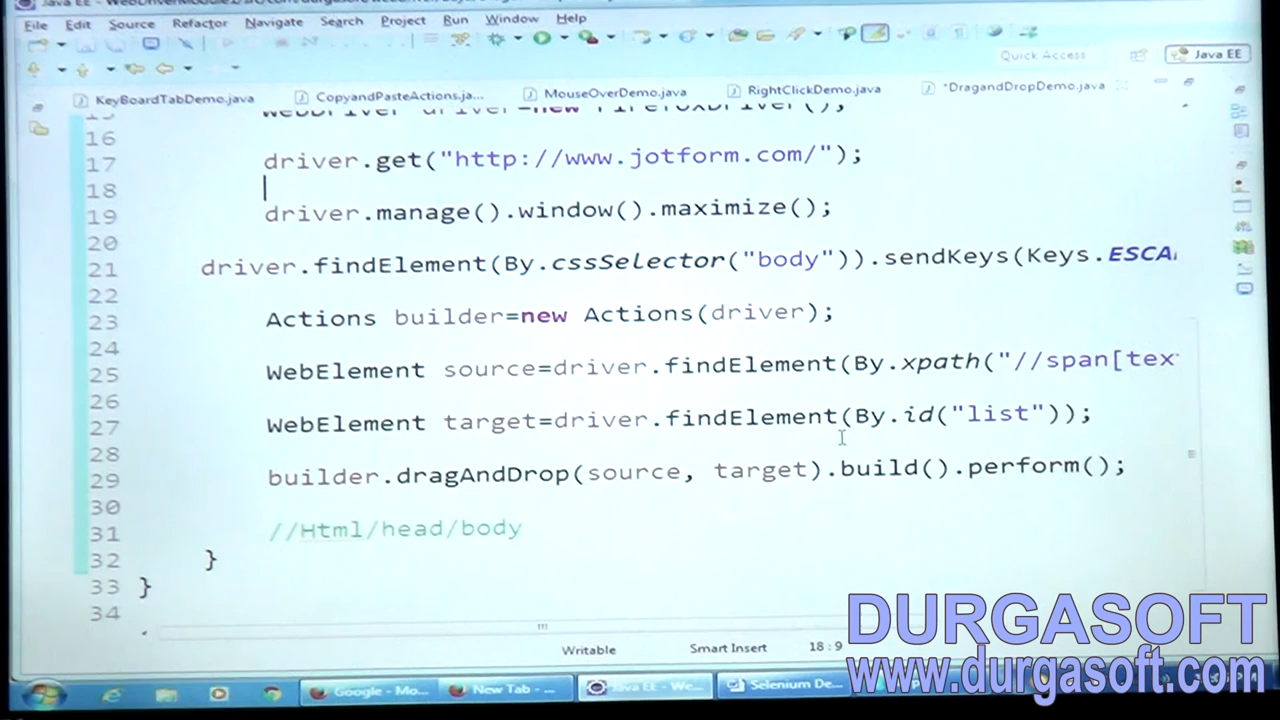 File Edit Source Refactor Navigate Search Project Run Window Help
Quick Access Java EE
KeyBoardTabDemo.java CopyandPasteActions.ja... MouseOverDemo.java RightClickDemo.java *DragandDropDemo.java
16
17 driver.get("http://www.jotform.com/");
18
19 driver.manage().window().maximize();
20
21 driver.findElement(By.cssSelector("body")).sendKeys(Keys.ESCA
22
23 Actions builder=new Actions(driver);
24
25 WebElement source=driver.findElement(By.xpath("//span[tex
26
27 WebElement target=driver.findElement(By.id("list"));
28
29 builder.dragAndDrop(source, target).build().perform();
30
31 //Html/head/body
32 }
33 }
34
Writable Smart Insert 18:9
DURGASOFT
www.durgasoft.com
Google - Mo... New Tab - ... Java EE - We... Selenium De...